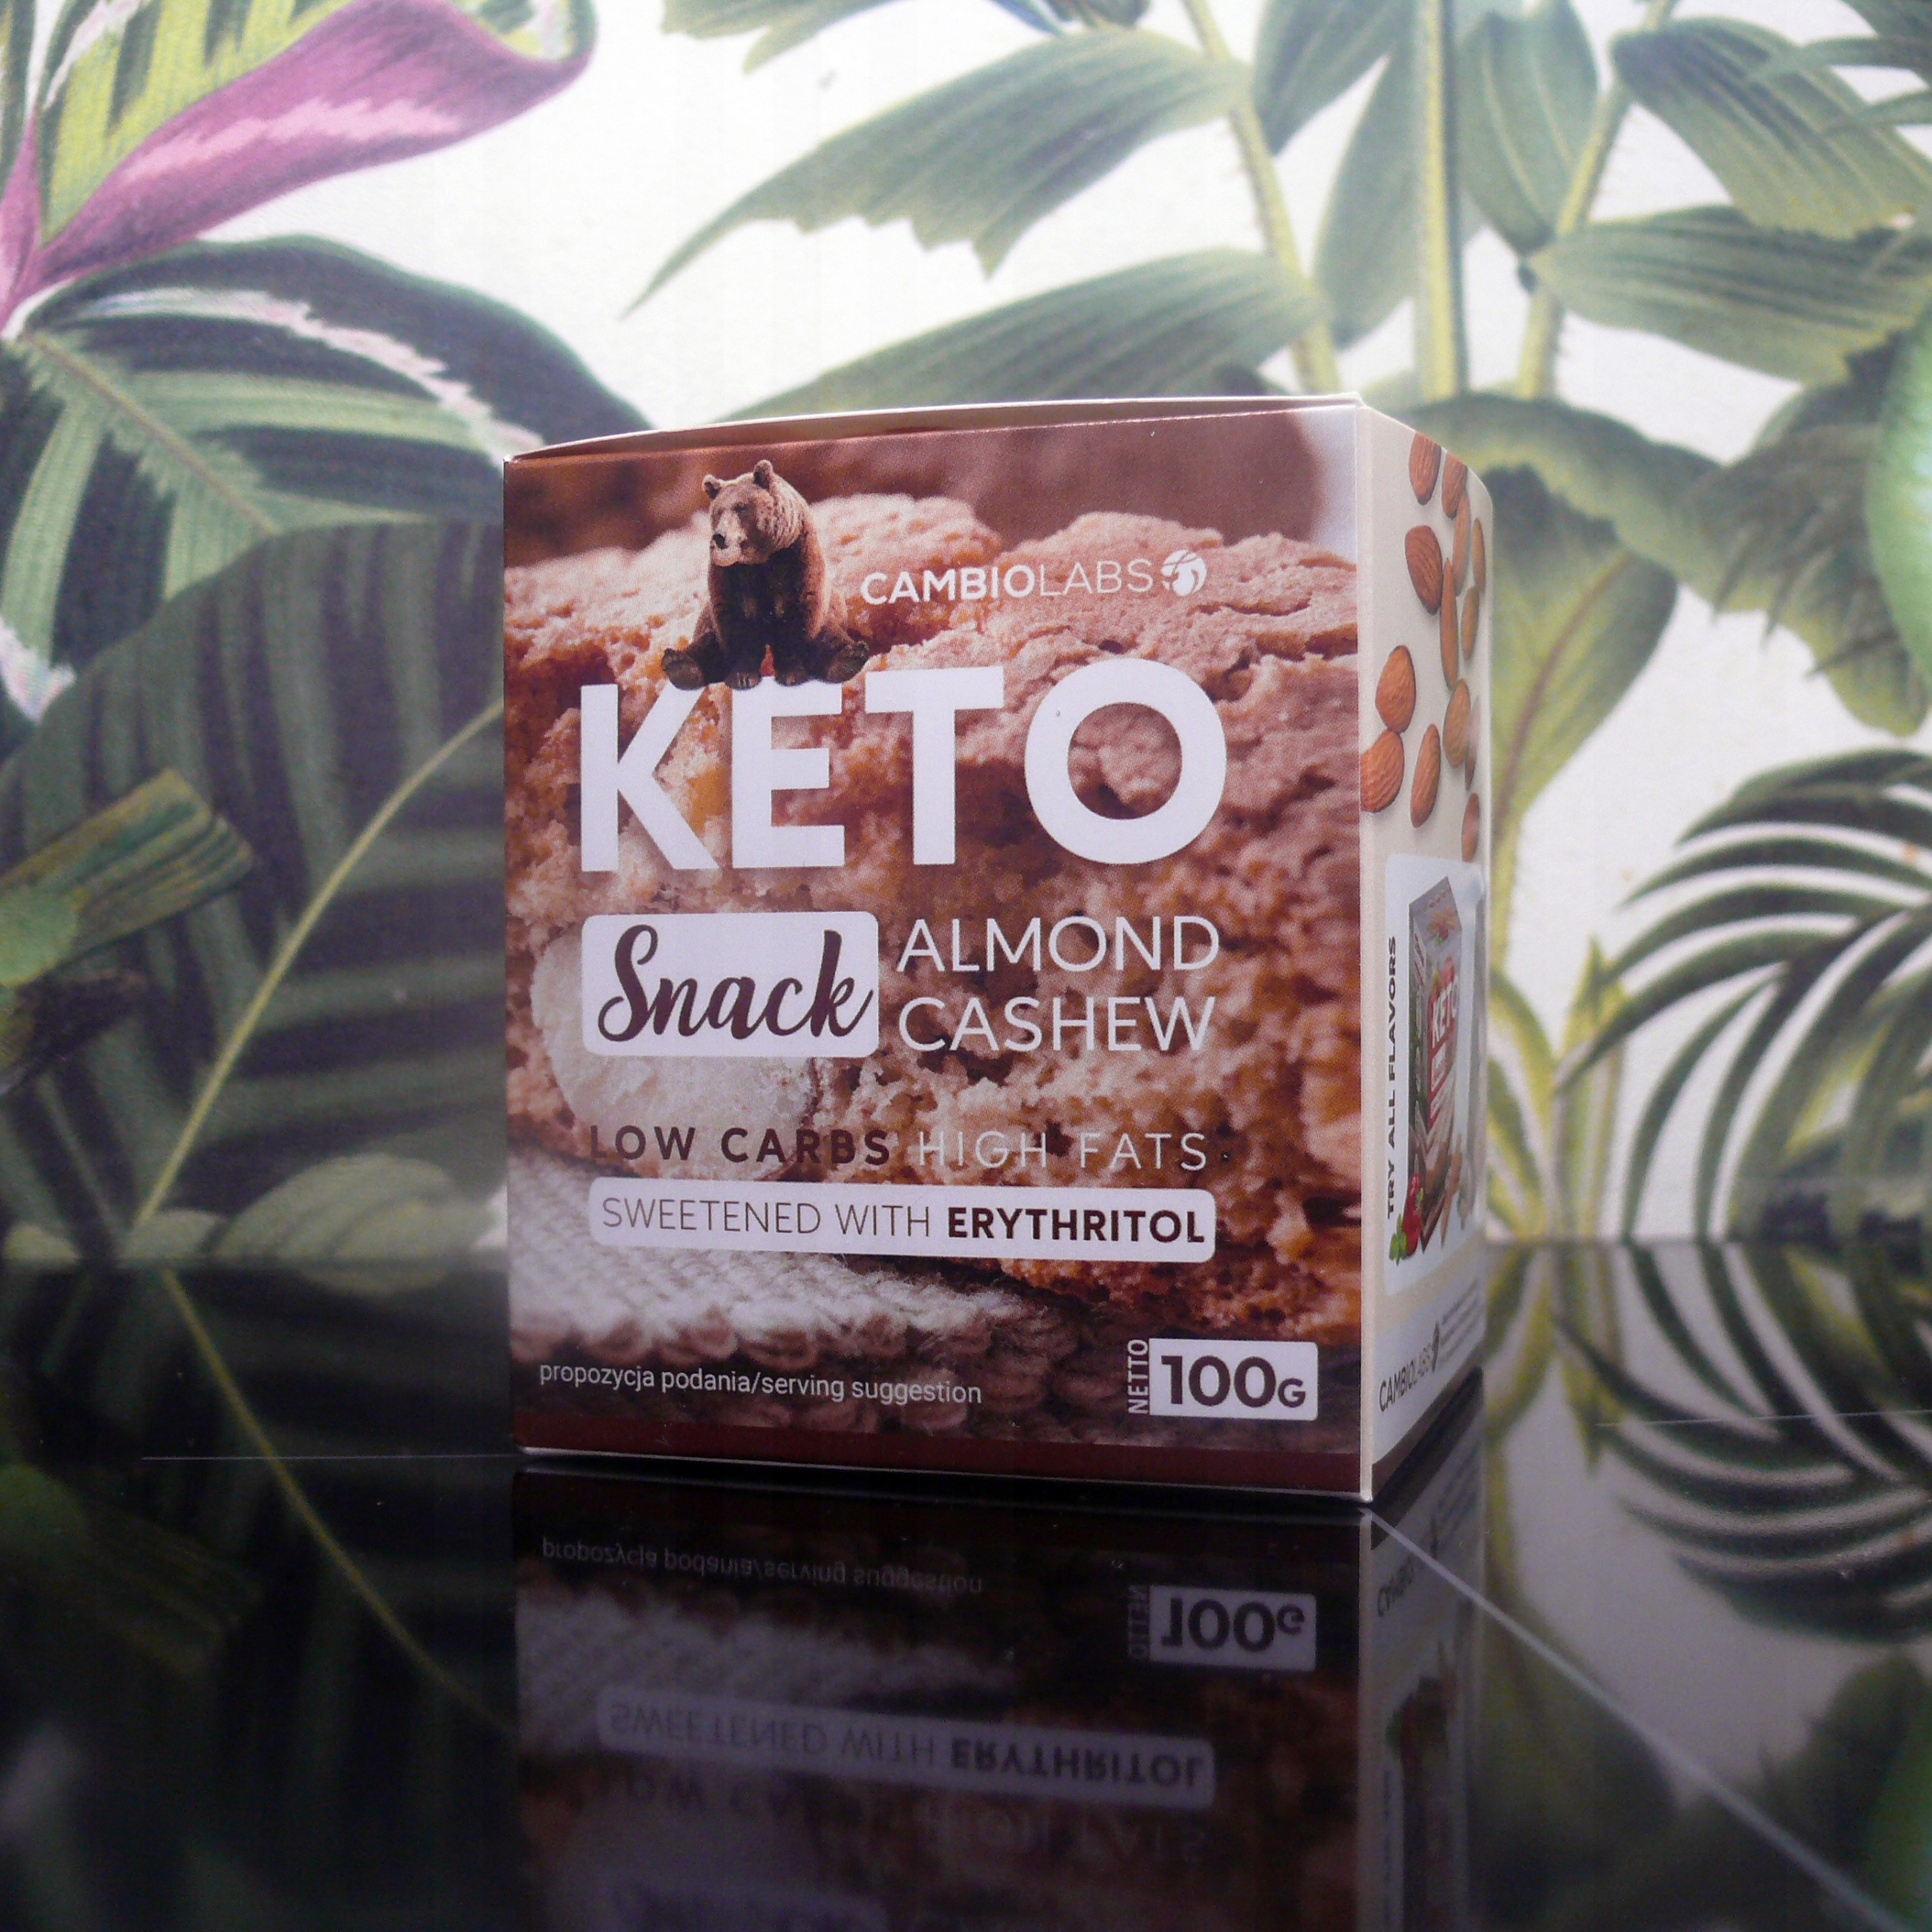 CAMBIOLABS
KETO
Snack
ALMOND
CASHEW
LOW CARBS HIGH FATS
SWEETENED WITH ERYTHRITOL
propozycja podania/serving suggestion
NETTO
100G
TRY ALL FLAVORS
KETO
CAMBIOLABS